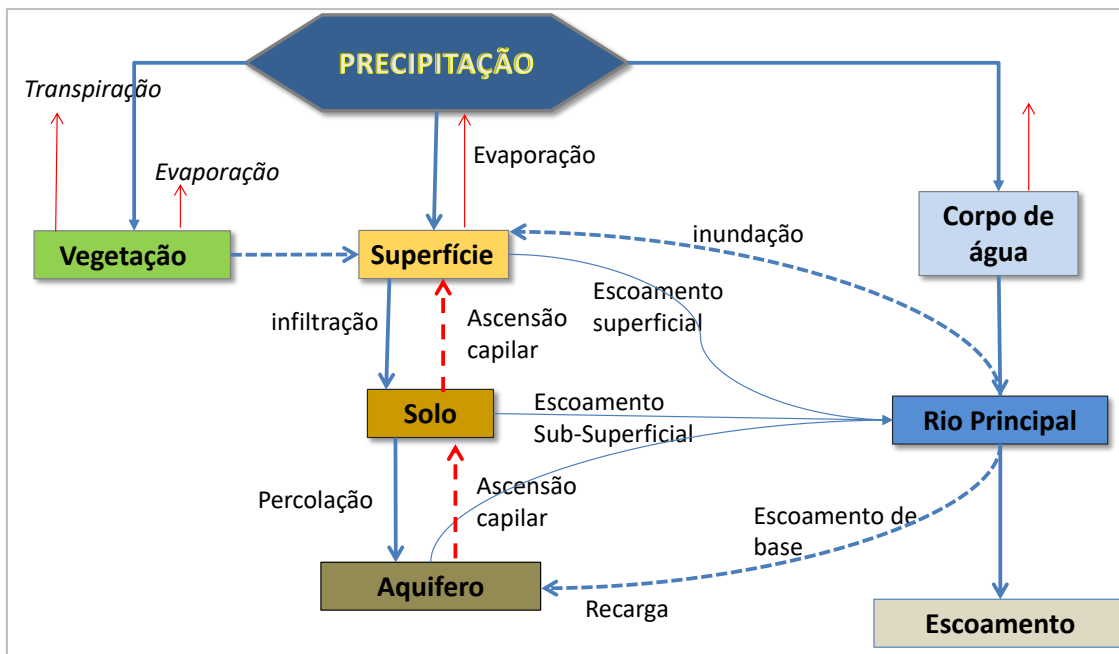 PRECIPITAÇÃO
Transpiração
Evaporação
Evaporação
Vegetação
Superfície
inundação
Corpo de
água
infiltração
Ascensão
capilar
Escoamento
superficial
Solo
Escoamento
Sub-Superficial
Rio Principal
Percolação
Ascensão
capilar
Escoamento de
base
Aquifero
Recarga
Escoamento